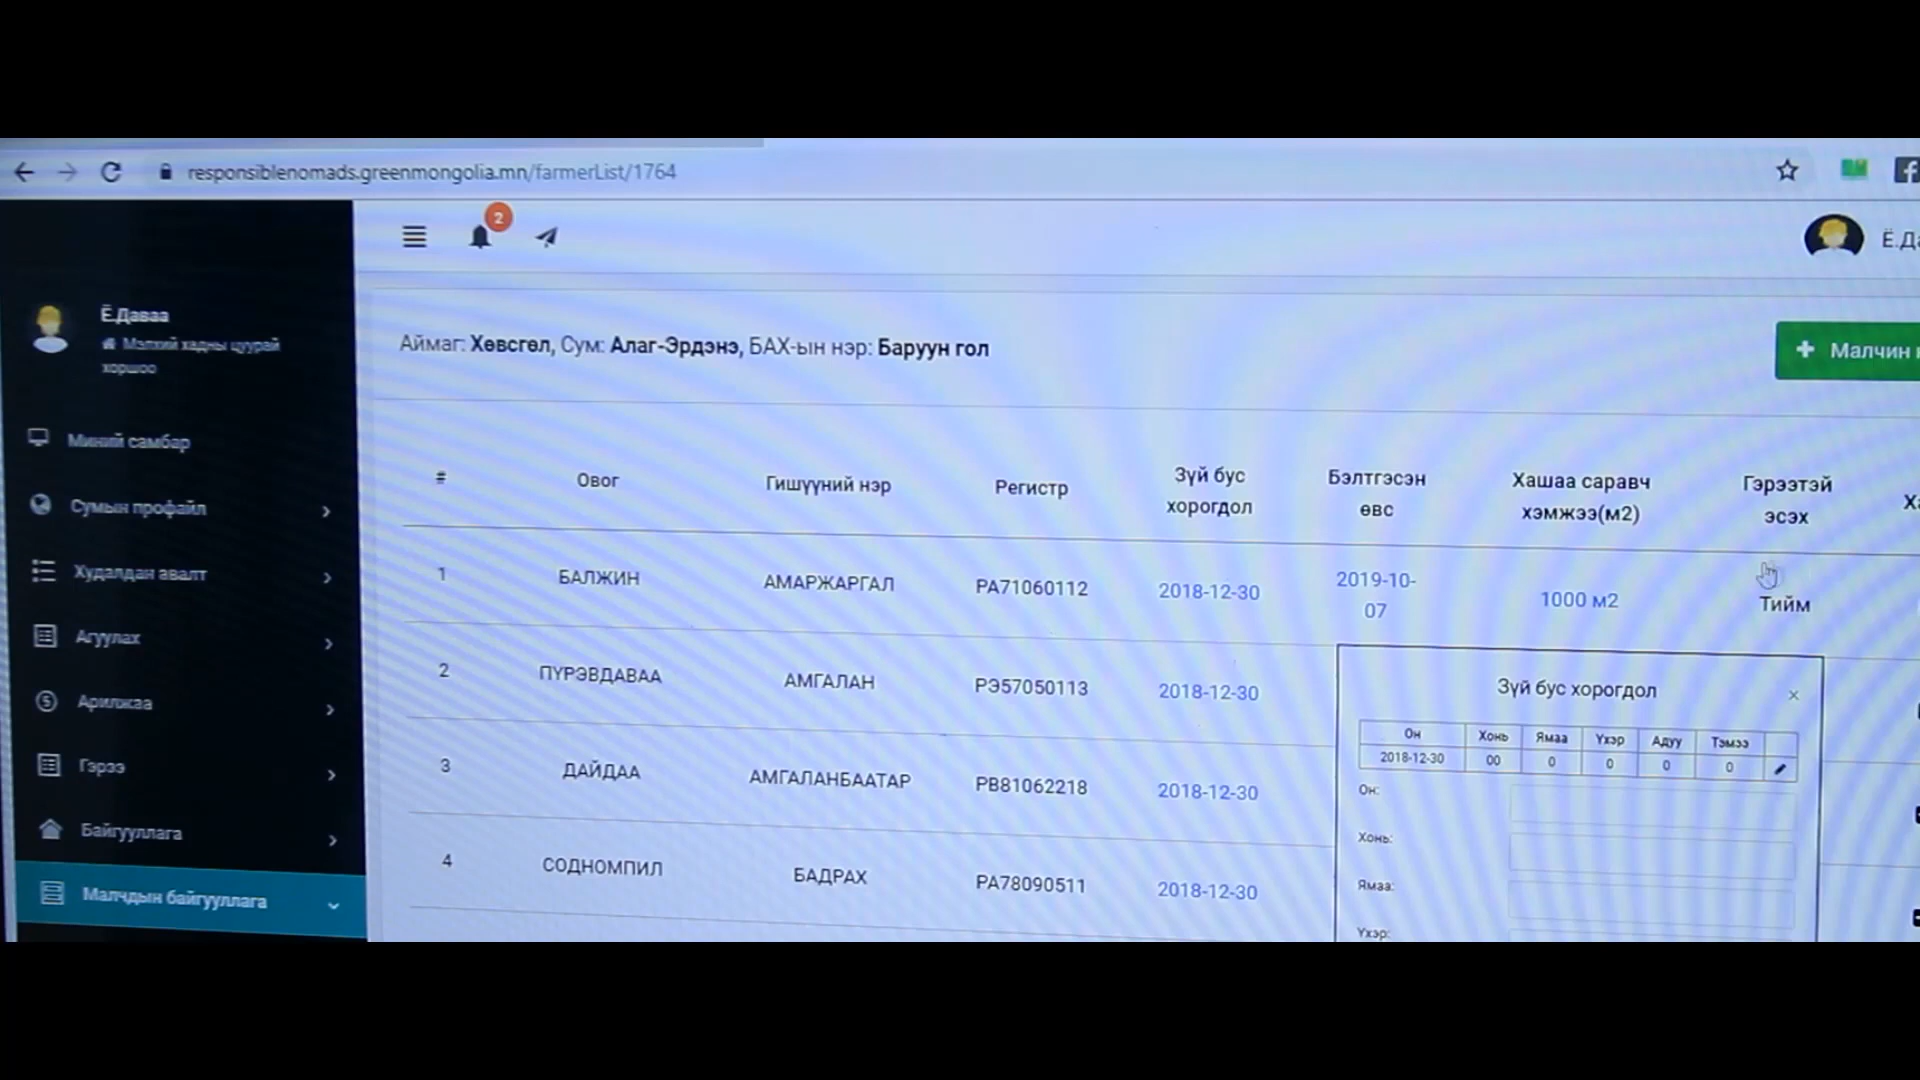 responsiblenomads.greenmongolia.mn/farmerList/1764
2
Ё.Даваа
Мэлхий хадны цуурай
хоршоо
Миний самбар
Сумын профайл
Худалдан авалт
Агуулах
Арилжаа
Гэрээ
Байгууллага
Малчдын байгууллага
Аймаг: Хөвсгөл, Сум: Алаг-Эрдэнэ, БАХ-ын нэр: Баруун гол
+ Малчин
# Овог Гишүүний нэр Регистр Зүй бус хорогдол Бэлтгэсэн өвс Хашаа саравч хэмжээ(м2) Гэрээтэй эсэх
1 БАЛЖИН АМАРЖАРГАЛ РА71060112 2018-12-30 2019-10-07 1000 м2 Тийм
2 ПҮРЭВДАВАА АМГАЛАН РЭ57050113 2018-12-30
3 ДАЙДАА АМГАЛАНБААТАР РВ81062218 2018-12-30
4 СОДНОМПИЛ БАДРАХ РА78090511 2018-12-30
Зүй бус хорогдол ×
Он Хонь Ямаа Үхэр Адуу Тэмээ
2018-12-30 00 0 0 0 0
Он:
Хонь:
Ямаа:
Үхэр: